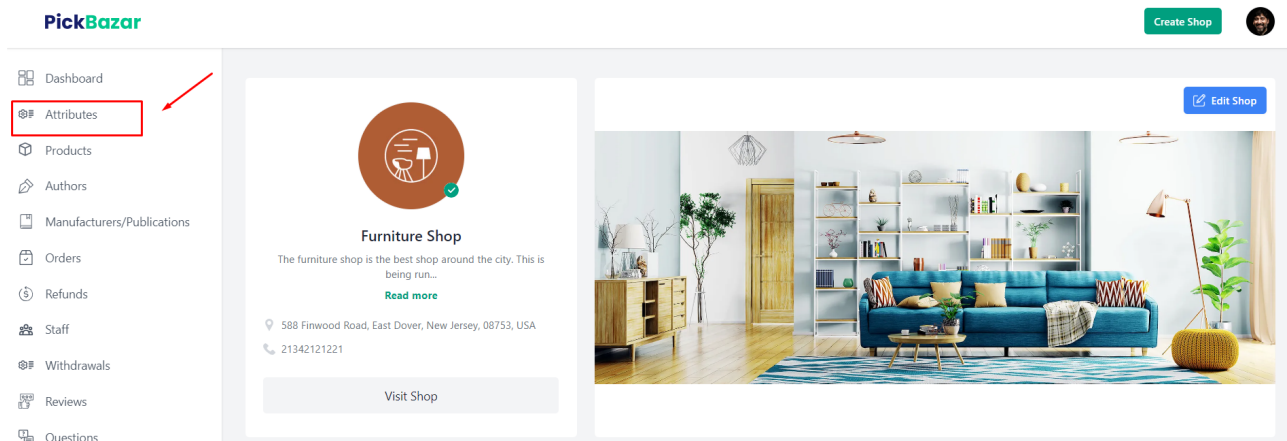 PickBazar
Create Shop
Dashboard
Attributes
Products
Authors
Manufacturers/Publications
Orders
Refunds
Staff
Withdrawals
Reviews
Questions
Furniture Shop
The furniture shop is the best shop around the city. This is
being run...
Read more
588 Finwood Road, East Dover, New Jersey, 08753, USA
21342121221
Visit Shop
Edit Shop